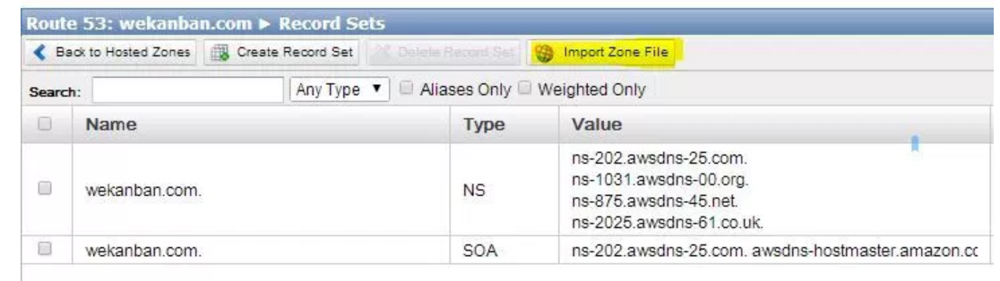 Route 53: wekanban.com ► Record Sets
Back to Hosted Zones Create Record Set Delete Record Set Import Zone File
Search: Any Type ▼ Aliases Only Weighted Only
Name Type Value
wekanban.com. NS ns-202.awsdns-25.com.
ns-1031.awsdns-00.org.
ns-875.awsdns-45.net.
ns-2025.awsdns-61.co.uk.
wekanban.com. SOA ns-202.awsdns-25.com. awsdns-hostmaster.amazon.cc